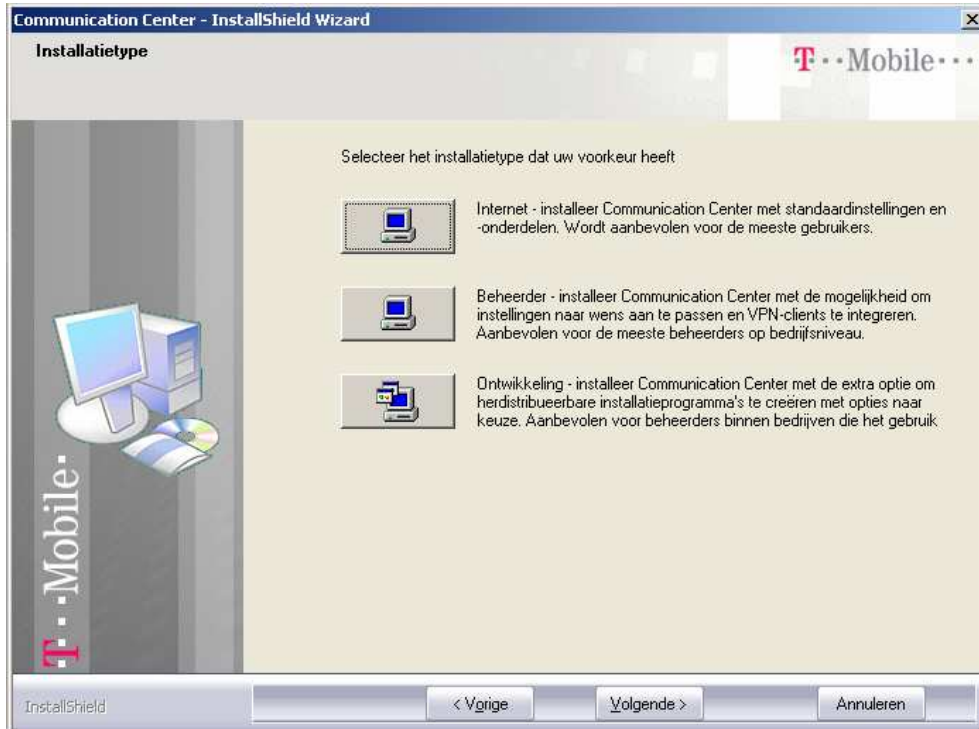 Communication Center - InstallShield Wizard
Installatietype
T · · Mobile · · ·
Selecteer het installatietype dat uw voorkeur heeft
Internet - installeer Communication Center met standaardinstellingen en
-onderdelen. Wordt aanbevolen voor de meeste gebruikers.
Beheerder - installeer Communication Center met de mogelijkheid om
instellingen naar wens aan te passen en VPN-clients te integreren.
Aanbevolen voor de meeste beheerders op bedrijfsniveau.
Ontwikkeling - installeer Communication Center met de extra optie om
herdistribueerbare installatieprogramma's te creëren met opties naar
keuze. Aanbevolen voor beheerders binnen bedrijven die het gebruik
T · · Mobile ·
InstallShield
< Vorige
Volgende >
Annuleren